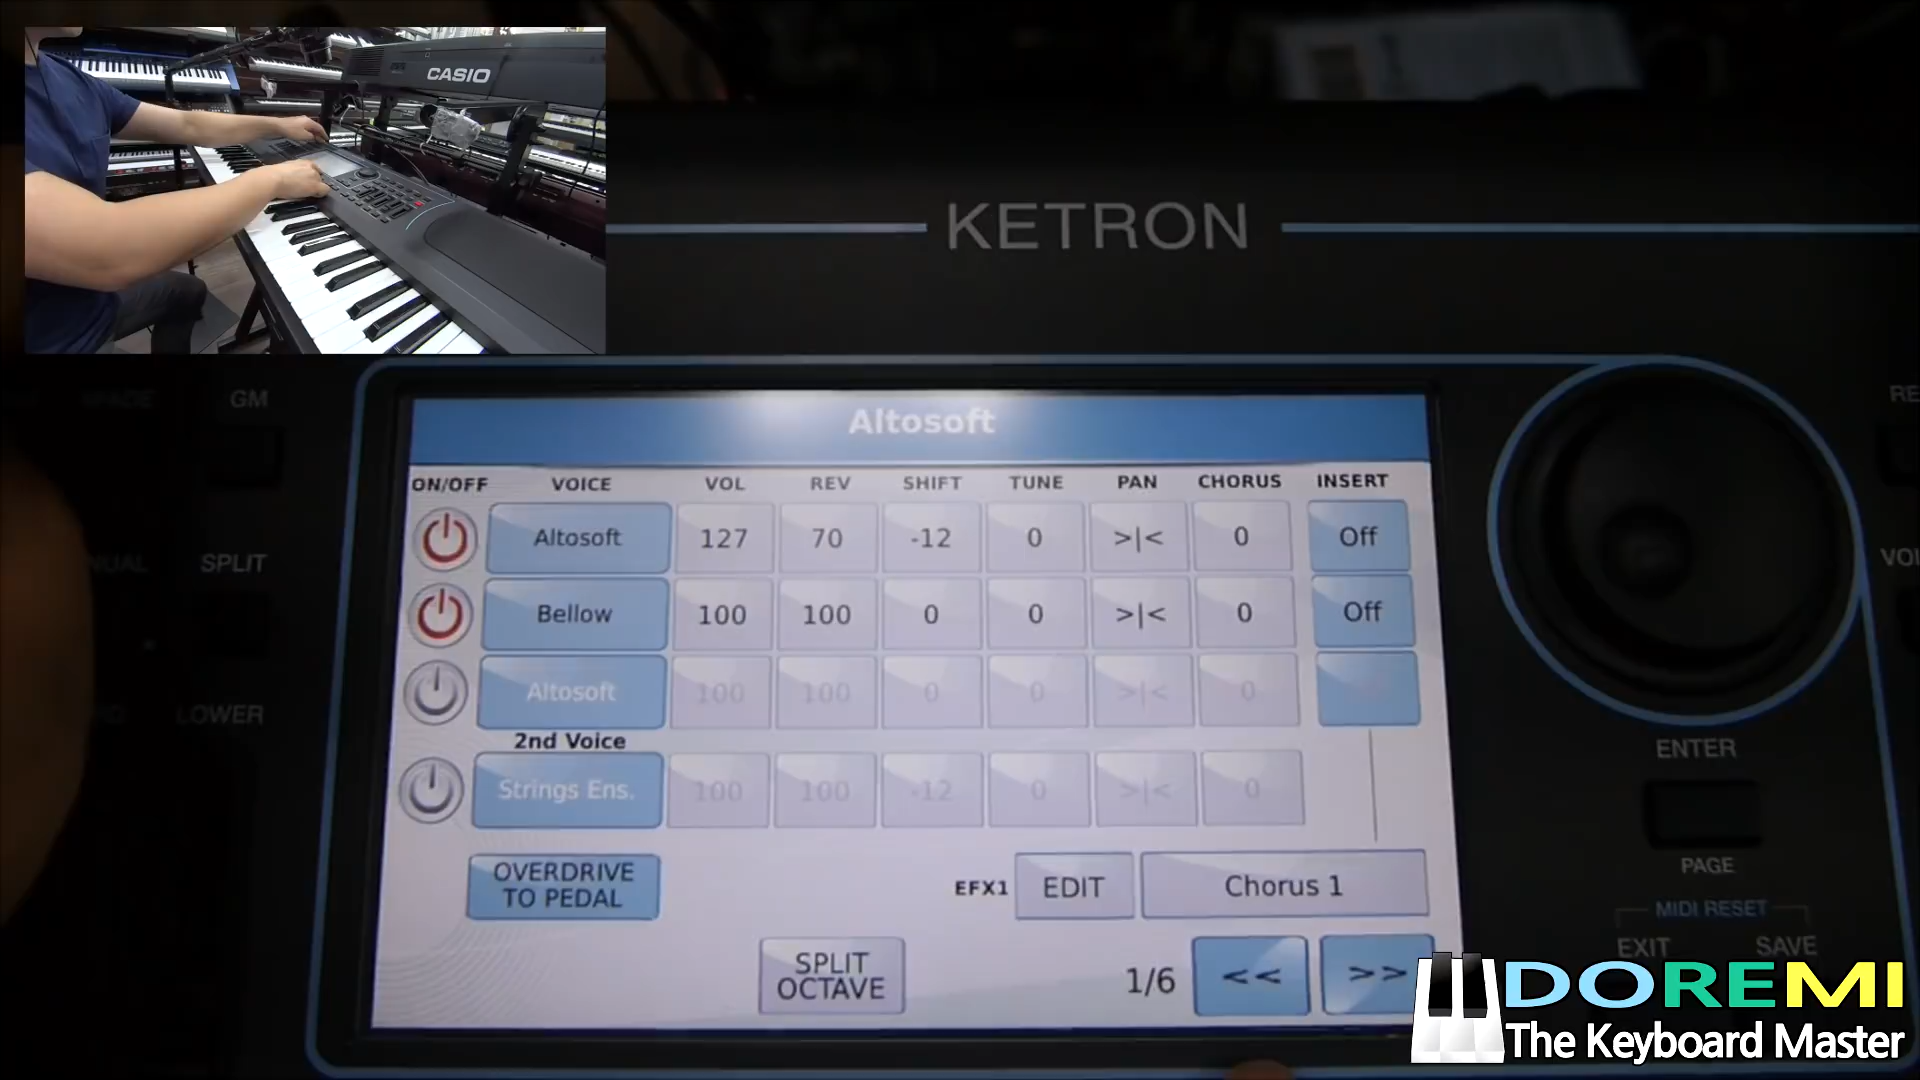 CASIO
KETRON
GM
SPLIT
LOWER
Altosoft
ON/OFF VOICE VOL REV SHIFT TUNE PAN CHORUS INSERT
Altosoft 127 70 -12 0 >|< 0 Off
Bellow 100 100 0 0 >|< 0 Off
Altosoft 100 100 0 0 >|< 0
2nd Voice
Strings Ens. 100 100 -12 0 >|< 0
OVERDRIVE
TO PEDAL
EFX1 EDIT Chorus 1
SPLIT
OCTAVE
1/6 << >>
ENTER
PAGE
MIDI RESET
EXIT SAVE
DOREMI
The Keyboard Master